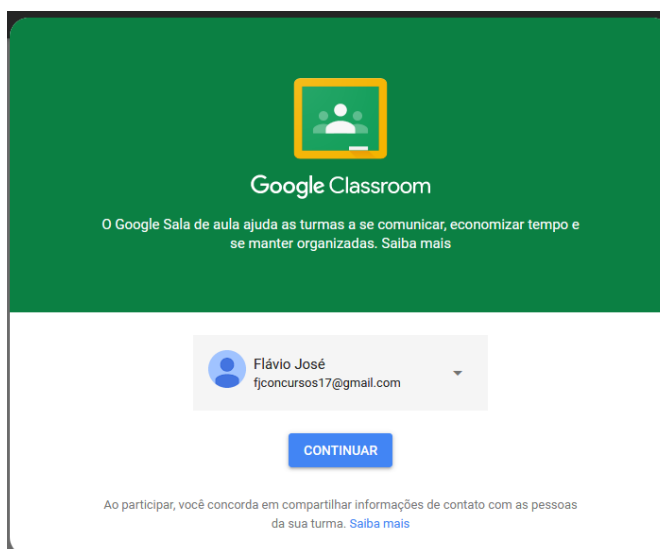 Google Classroom
O Google Sala de aula ajuda as turmas a se comunicar, economizar tempo e
se manter organizadas. Saiba mais
Flávio José
fjconcursos17@gmail.com
CONTINUAR
Ao participar, você concorda em compartilhar informações de contato com as pessoas
da sua turma. Saiba mais